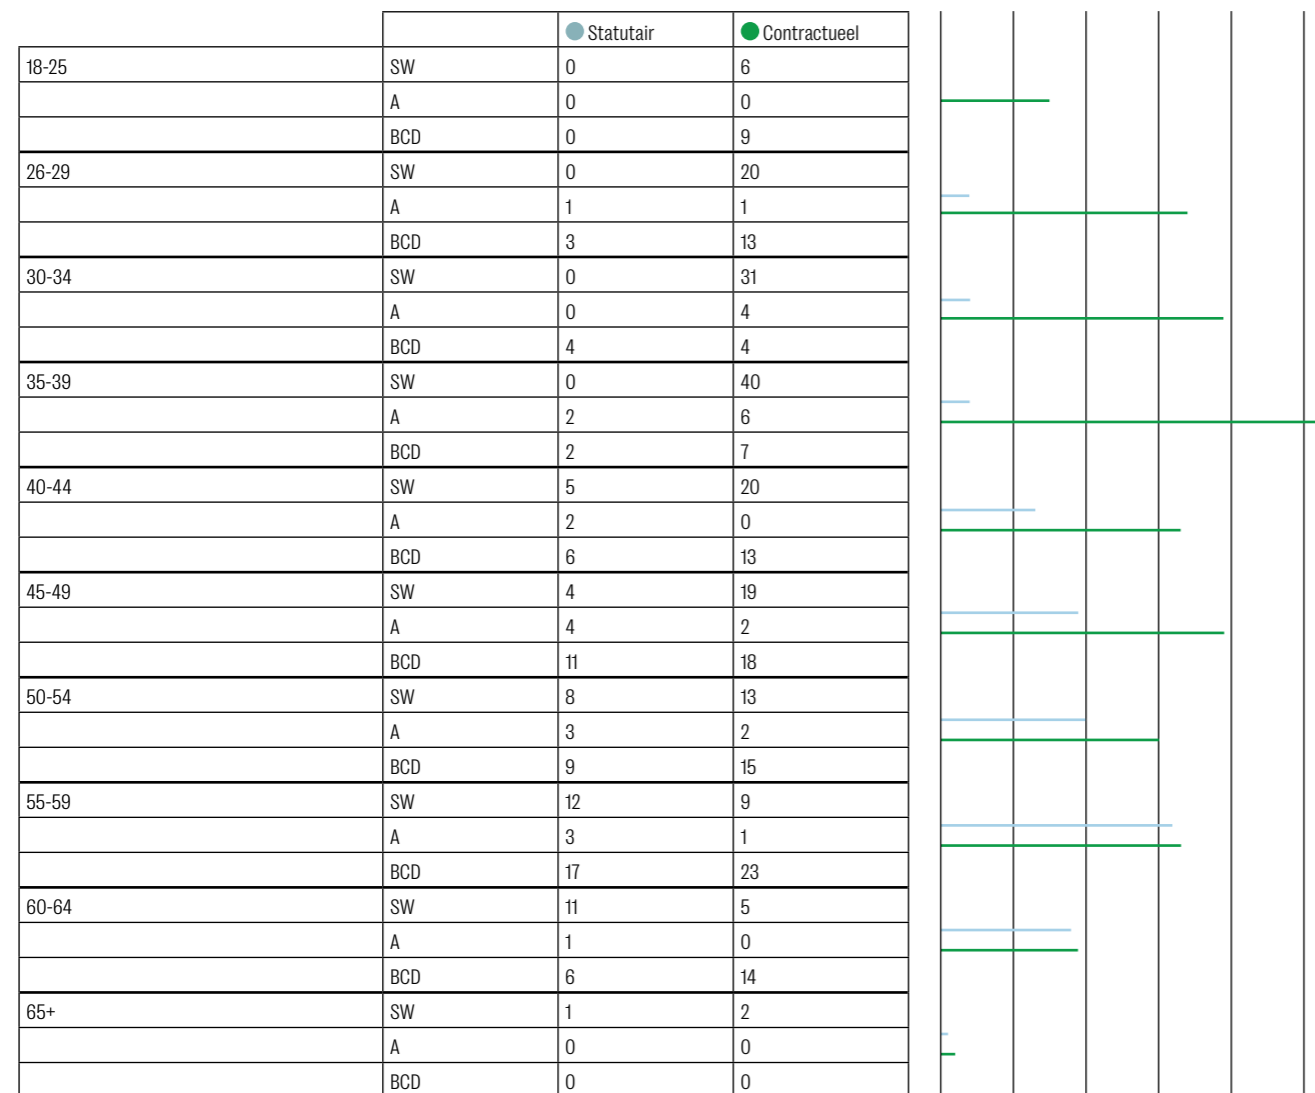 Statutair Contractueel
18-25 SW 0 6
A 0 0
BCD 0 9
26-29 SW 0 20
A 1 1
BCD 3 13
30-34 SW 0 31
A 0 4
BCD 4 4
35-39 SW 0 40
A 2 6
BCD 2 7
40-44 SW 5 20
A 2 0
BCD 6 13
45-49 SW 4 19
A 4 2
BCD 11 18
50-54 SW 8 13
A 3 2
BCD 9 15
55-59 SW 12 9
A 3 1
BCD 17 23
60-64 SW 11 5
A 1 0
BCD 6 14
65+ SW 1 2
A 0 0
BCD 0 0